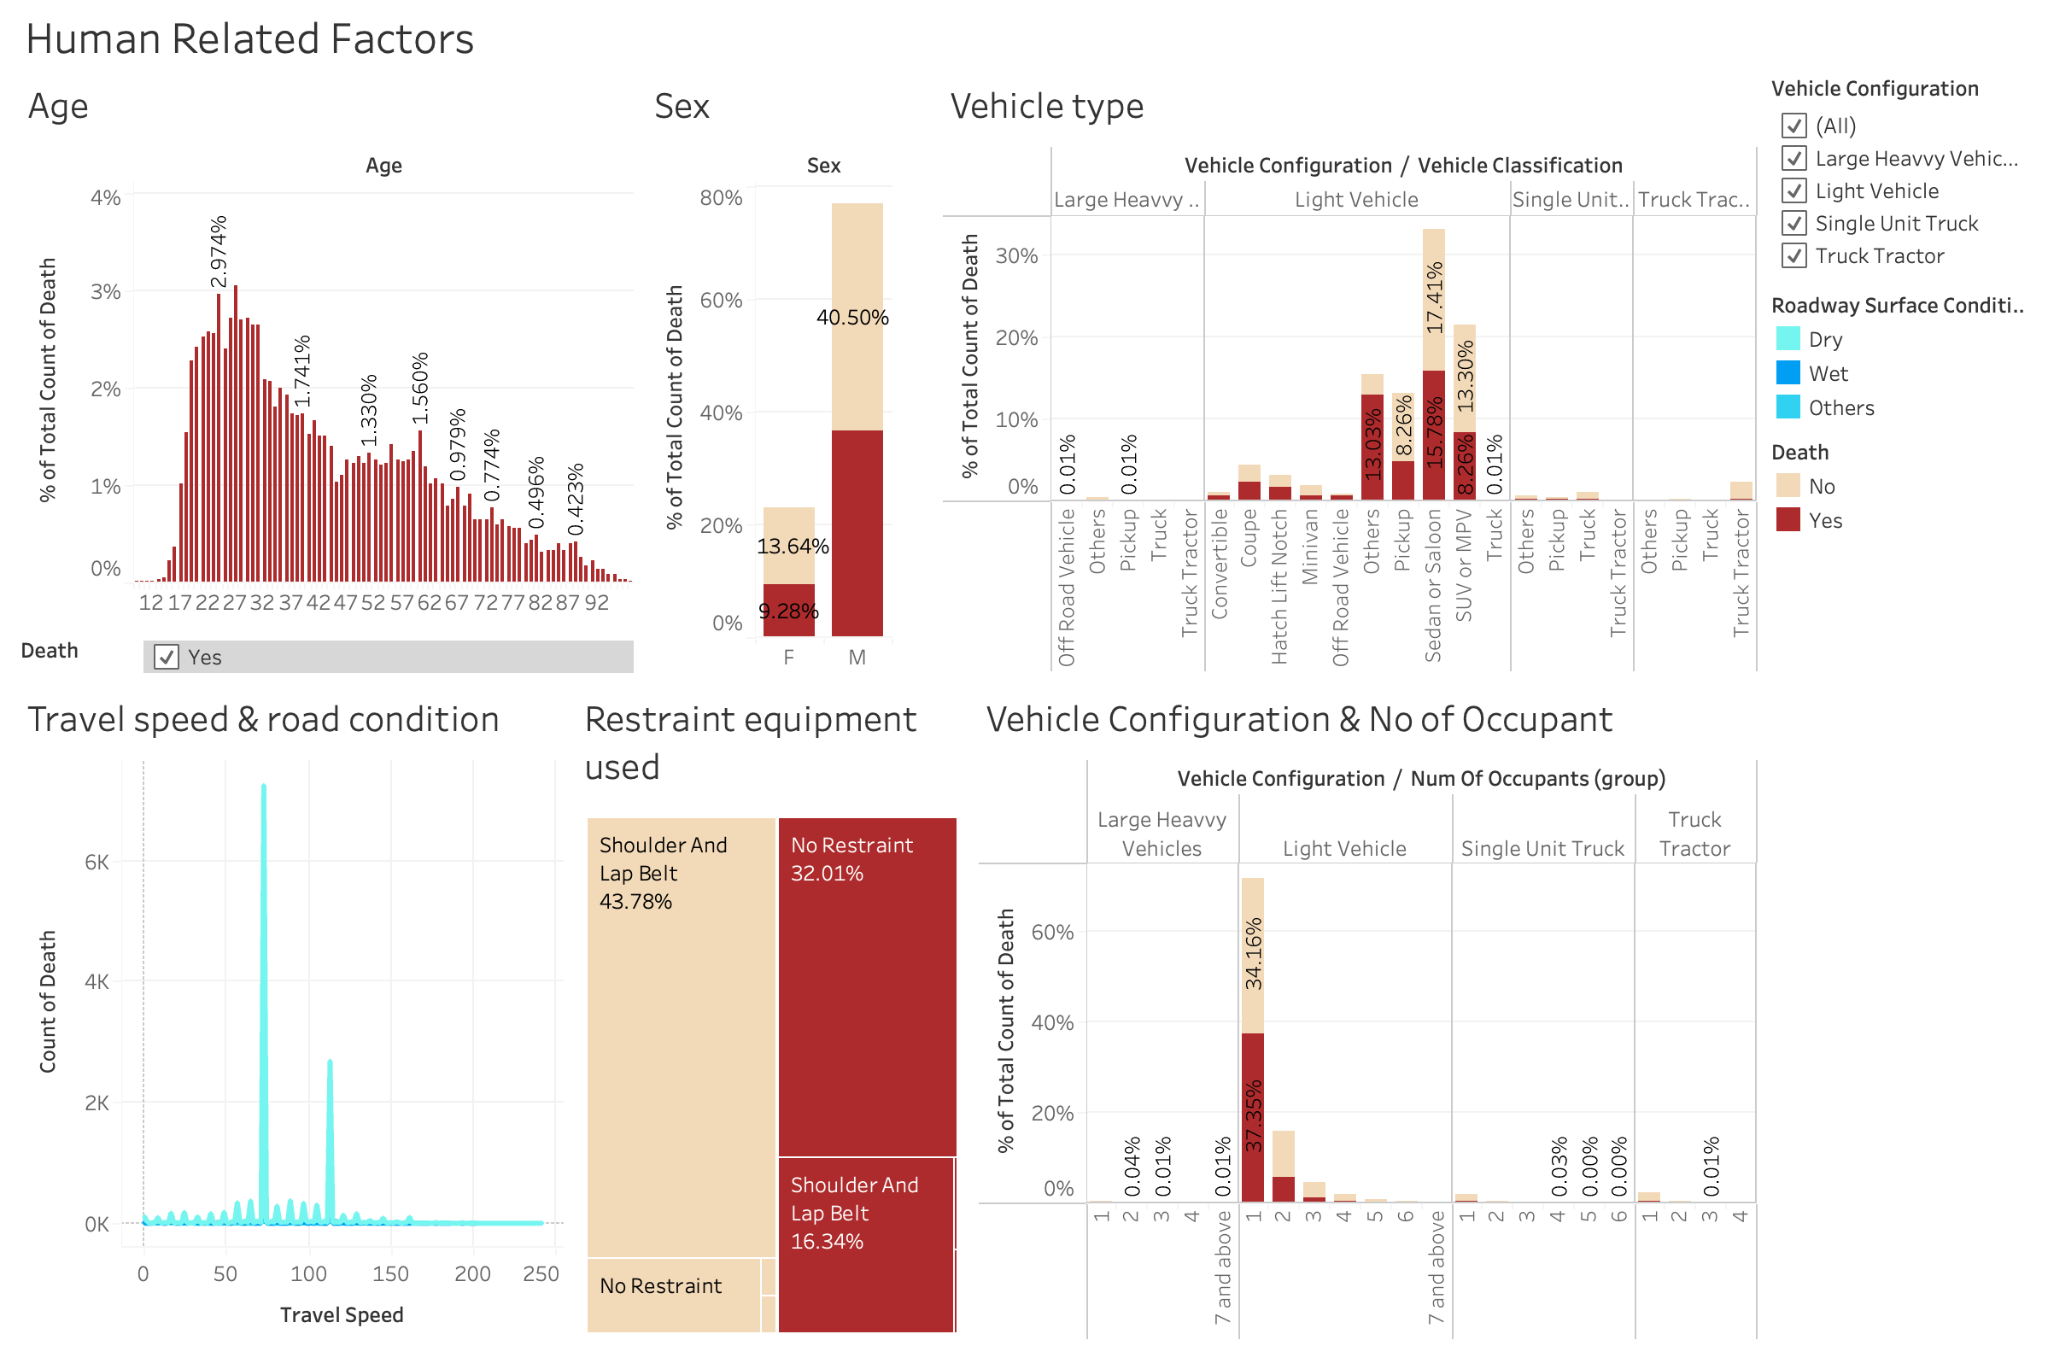 Human Related Factors
Age
Age
% of Total Count of Death
4%
3%
2%
1%
0%
2.974%
1.741%
1.330%
1.560%
0.979%
0.774%
0.496%
0.423%
12 17 22 27 32 37 42 47 52 57 62 67 72 77 82 87 92
Death
Yes
Sex
Sex
% of Total Count of Death
80%
60%
40%
20%
0%
40.50%
13.64%
9.28%
F
M
Vehicle type
Vehicle Configuration / Vehicle Classification
Large Heavvy ..
Light Vehicle
Single Unit..
Truck Trac..
% of Total Count of Death
30%
20%
10%
0%
0.01%
0.01%
13.03%
8.26%
17.41%
15.78%
13.30%
8.26%
0.01%
Off Road Vehicle
Others
Pickup
Truck
Truck Tractor
Convertible
Coupe
Hatch Lift Notch
Minivan
Off Road Vehicle
Others
Pickup
Sedan or Saloon
SUV or MPV
Truck
Others
Pickup
Truck
Truck Tractor
Others
Pickup
Truck
Truck Tractor
Vehicle Configuration
(All)
Large Heavvy Vehic...
Light Vehicle
Single Unit Truck
Truck Tractor
Roadway Surface Conditi..
Dry
Wet
Others
Death
No
Yes
Travel speed & road condition
Count of Death
6K
4K
2K
0K
0 50 100 150 200 250
Travel Speed
Restraint equipment
used
Shoulder And
Lap Belt
43.78%
No Restraint
No Restraint
32.01%
Shoulder And
Lap Belt
16.34%
Vehicle Configuration & No of Occupant
Vehicle Configuration / Num Of Occupants (group)
Large Heavvy
Vehicles
Light Vehicle
Single Unit Truck
Truck
Tractor
% of Total Count of Death
60%
40%
20%
0%
0.04%
0.01%
0.01%
34.16%
37.35%
0.03%
0.00%
0.00%
0.01%
1
2
3
4
7 and above
1
2
3
4
5
6
7 and above
1
2
3
4
5
6
1
2
3
4